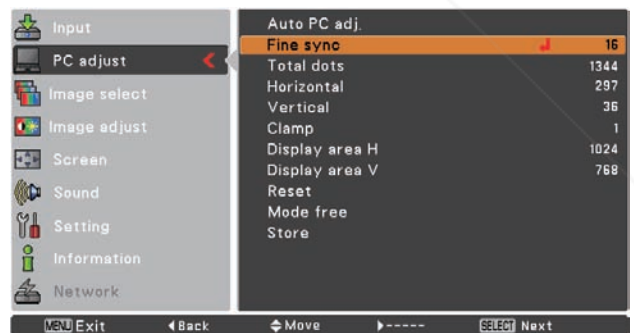 Input
PC adjust
Image select
Image adjust
Screen
Sound
Setting
Information
Network
Auto PC adj.
Fine sync 16
Total dots 1344
Horizontal 297
Vertical 36
Clamp 1
Display area H 1024
Display area V 768
Reset
Mode free
Store
MENU Exit ◀Back ◆Move ▶----- SELECT Next